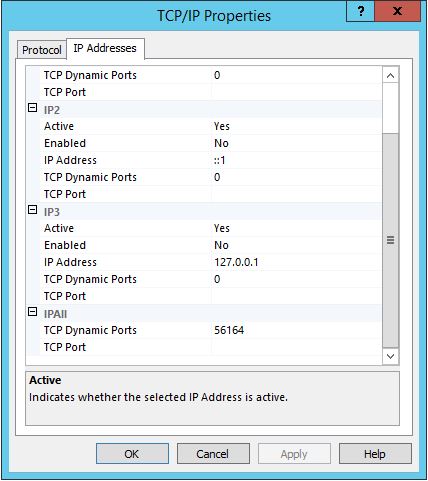 TCP/IP Properties
? x
Protocol IP Addresses
TCP Dynamic Ports 0
TCP Port
IP2
Active Yes
Enabled No
IP Address ::1
TCP Dynamic Ports 0
TCP Port
IP3
Active Yes
Enabled No
IP Address 127.0.0.1
TCP Dynamic Ports 0
TCP Port
IPAll
TCP Dynamic Ports 56164
TCP Port
Active
Indicates whether the selected IP Address is active.
OK Cancel Apply Help